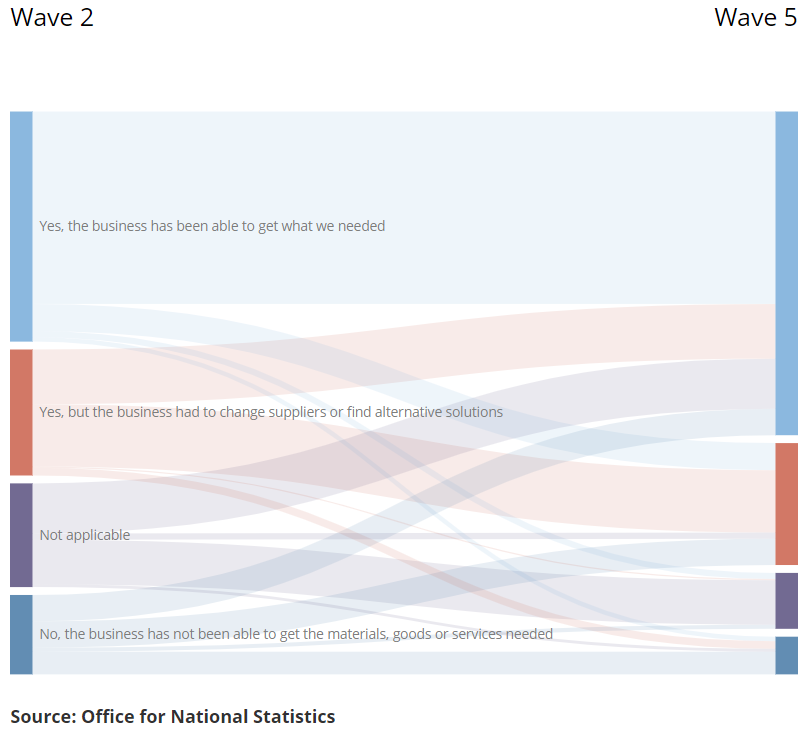 Wave 2
Wave 5
Yes, the business has been able to get what we needed
Yes, but the business had to change suppliers or find alternative solutions
Not applicable
No, the business has not been able to get the materials, goods or services needed
Source: Office for National Statistics